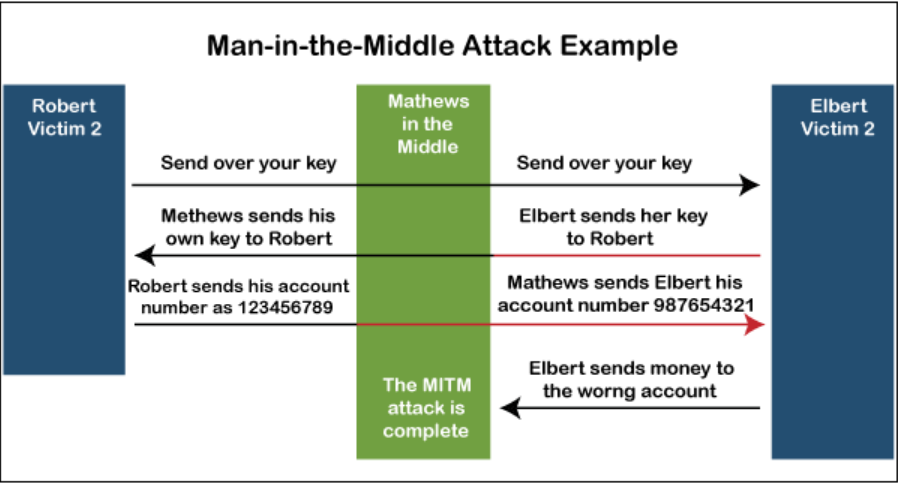 Man-in-the-Middle Attack Example
Robert
Victim 2
Mathews
in the
Middle
Elbert
Victim 2
Send over your key
Send over your key
Methews sends his
own key to Robert
Elbert sends her key
to Robert
Robert sends his account
number as 123456789
Mathews sends Elbert his
account number 987654321
Elbert sends money to
the worng account
The MITM
attack is
complete